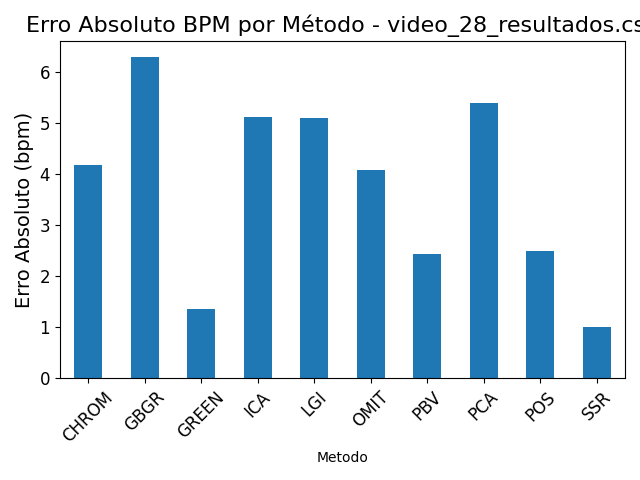 Erro Absoluto BPM por Método - video_28_resultados.cs
Erro Absoluto (bpm)
6
5
4
3
2
1
0
CHROM
GBGR
GREEN
ICA
LGI
OMIT
PBV
PCA
POS
SSR
Metodo